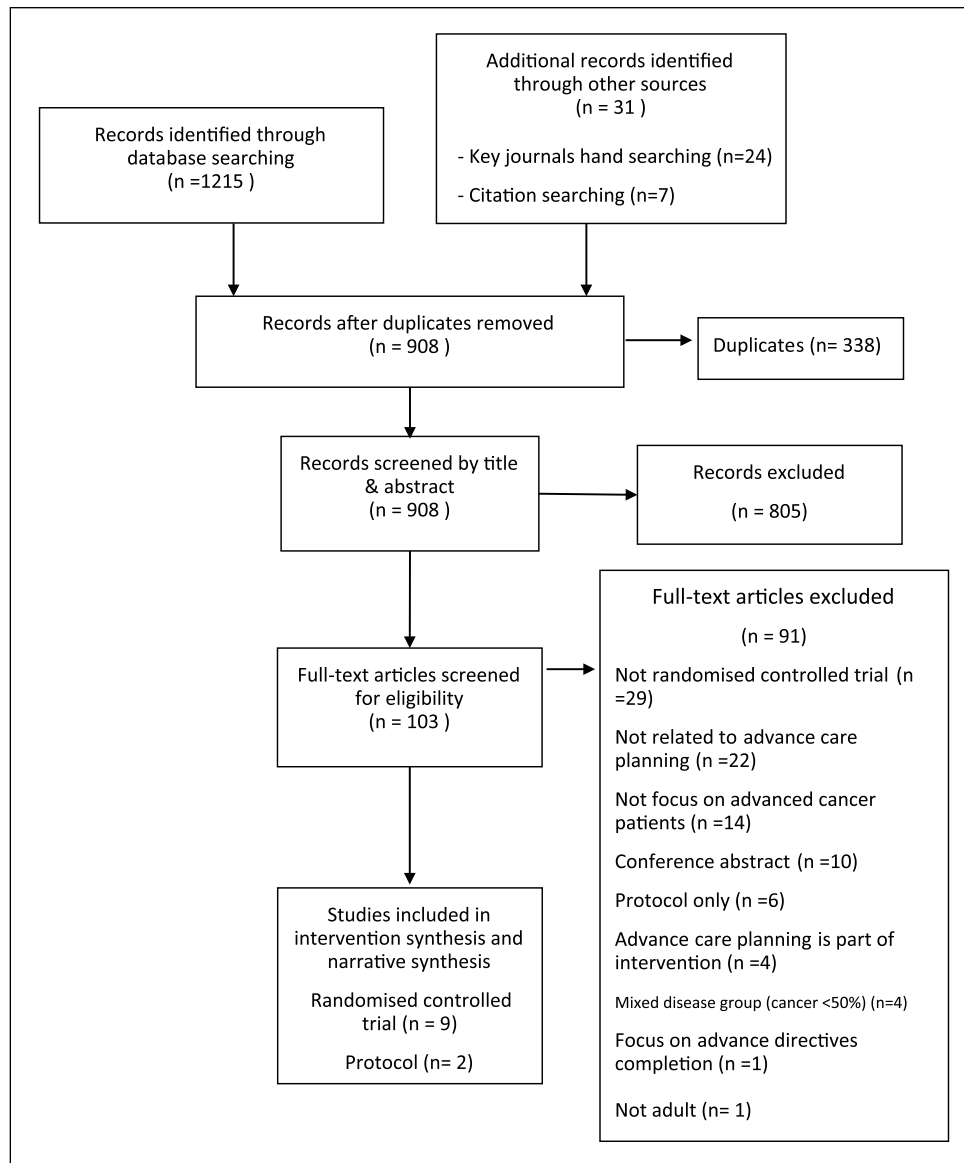 Records identified through
database searching
(n =1215 )
Additional records identified
through other sources
(n = 31 )
- Key journals hand searching (n=24)
- Citation searching (n=7)
Records after duplicates removed
(n = 908 )
Duplicates (n= 338)
Records screened by title
& abstract
(n = 908 )
Records excluded
(n = 805)
Full-text articles screened
for eligibility
(n = 103 )
Full-text articles excluded
(n = 91)
Not randomised controlled trial (n
=29)
Not related to advance care
planning (n =22)
Not focus on advanced cancer
patients (n =14)
Conference abstract (n =10)
Protocol only (n =6)
Advance care planning is part of
intervention (n =4)
Mixed disease group (cancer <50%) (n=4)
Focus on advance directives
completion (n =1)
Not adult (n= 1)
Studies included in
intervention synthesis and
narrative synthesis
Randomised controlled
trial (n = 9)
Protocol (n= 2)